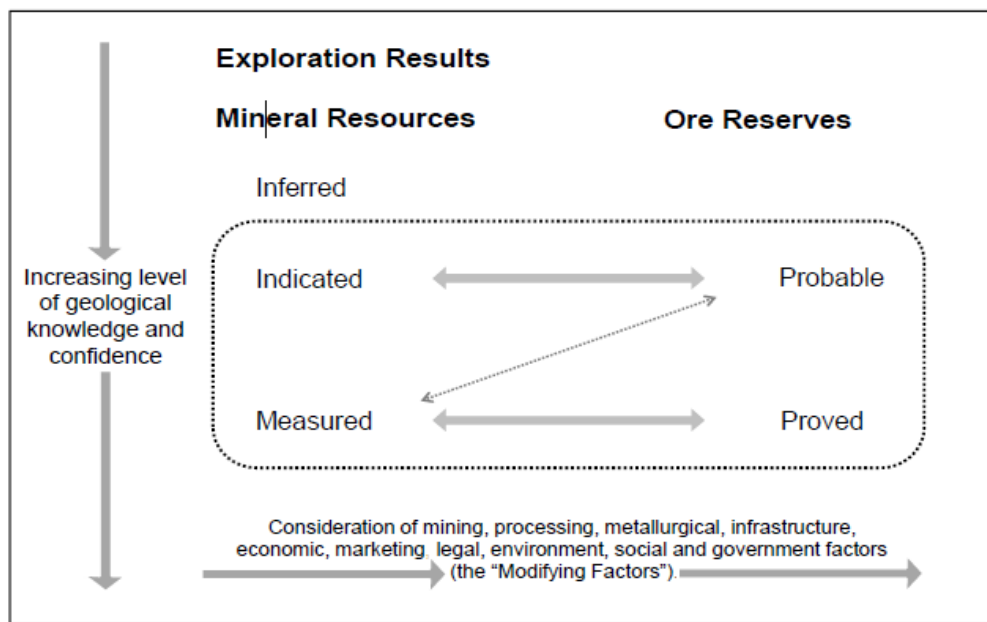 Exploration Results
Mineral Resources
Ore Reserves
Inferred
Increasing level
of geological
knowledge and
confidence
Indicated
Probable
Measured
Proved
Consideration of mining, processing, metallurgical, infrastructure,
economic, marketing, legal, environment, social and government factors
(the “Modifying Factors”).